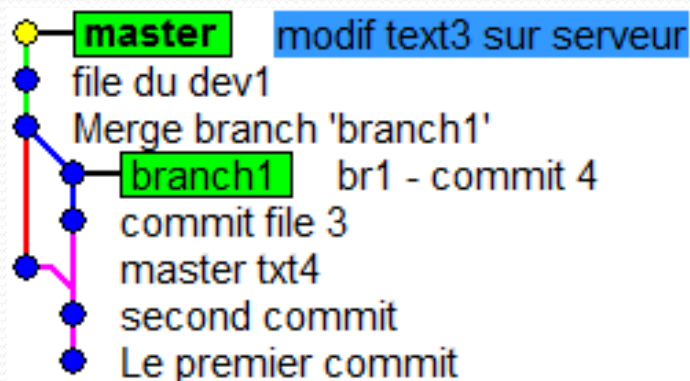 master modif text3 sur serveur
file du dev1
Merge branch 'branch1'
branch1 br1 - commit 4
commit file 3
master txt4
second commit
Le premier commit